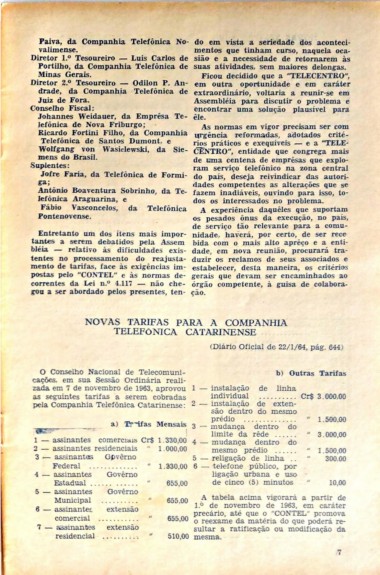 Paiva, da Companhia Telefônica No-
valimense.
Diretor 1.º Tesoureiro — Luis Carlos de
Portilho, da Companhia Telefônica de
Minas Gerais.
Diretor 2.º Tesoureiro — Odilon P. An-
drade, da Companhia Telefônica de
Juiz de Fora.
Conselho Fiscal:
Johannes Weidauer, da Emprêsa Te-
lefônica de Nova Friburgo;
Ricardo Fortini Filho, da Companhia
Telefônica de Santos Dumont, e
Wolfgang von Wasielewski, da Sie-
mens do Brasil.
Suplentes:
Jofre Faria, da Telefônica de Formi-
ga;
Antônio Boaventura Sobrinho, da Te-
lefônica Araguarina, e
Fábio Vasconcelos, da Telefônica
Pontenovense.
Entretanto um dos itens mais impor-
tantes a serem debatidos pela Assem
bléia — relativo às dificuldades exis-
tentes no processamento do reajusta-
mento de tarifas, face às exigências im-
postas pelo "CONTEL" e às normas de-
correntes da Lei n.º 4.117 — não che-
gou a ser abordado pelos presentes, ten-
do em vista a seriedade dos aconteci-
mentos que tinham curso, naquela oca-
sião e a necessidade de retornarem às
suas atividades, sem maiores delongas.
Ficou decidido que a "TELECENTRO",
em outra oportunidade e em caráter
extraordinário, voltaria a reunir-se em
Assembléia para discutir o problema e
encontrar uma solução plausível para
êle.
As normas em vigor precisam ser com
urgência reformadas, adotados crité-
rios práticos e exequíveis — e a "TELE-
CENTRO", entidade que congrega mais
de uma centena de emprêsas que explo-
ram serviço telefônico na zona central
do país, deseja reivindicar das autori-
dades competentes as alterações que se
fazem inadiáveis, ouvindo para isso, to-
dos os interessados no problema.
A experiência daqueles que suportam
os pesados ônus da execução, no país,
de serviço tão relevante para a comu-
nidade, haverá, por certo, de ser rece-
bida com o mais alto aprêço e a enti-
dade, em nova reunião, procurará tra-
duzir os reclamos de seus associados e
estabelecer, desta maneira, os critérios
gerais que devam ser encaminhados ao
órgão competente, à guisa de colabora-
ção.
NOVAS TARIFAS PARA A COMPANHIA
TELEFÔNICA CATARINENSE
(Diário Oficial de 22/1/64, pág. 644)
O Conselho Nacional de Telecomuni-
cações, em sua Sessão Ordinária reali-
zada em 7 de novembro de 1963, aprovou
as seguintes tarifas a serem cobradas
pela Companhia Telefônica Catarinense:
a) Tarifas Mensais
1 — assinantes comerciais Cr$ 1.330,00
2 — assinantes residenciais " 1.000,00
3 — assinantes Govêrno
Federal ............ " 1.330,00
4 — assinantes Govêrno
Estadual ............ " 655,00
5 — assinantes Govêrno
Municipal .......... " 655,00
6 — assinantes extensão
comercial .......... " 655,00
7 — assinantes extensão
residencial .......... " 510,00
b) Outras Tarifas
1 — instalação de linha
individual .......... Cr$ 3.000.00
2 — instalação de exten-
são dentro do mesmo
prédio ............ " 1.500,00
3 — mudança dentro do
limite da rêde ...... " 3.000,00
4 — mudança dentro do
mesmo prédio ...... " 1.500,00
5 — religação de linha .. " 300.00
6 — telefone público, por
ligação urbana e uso
de cinco (5) minutos " 10,00
A tabela acima vigorará a partir de
1.º de novembro de 1963, em caráter
precário, até que o "CONTEL" promova
o reexame da matéria do que poderá re-
sultar a ratificação ou modificação da
mesma.
7